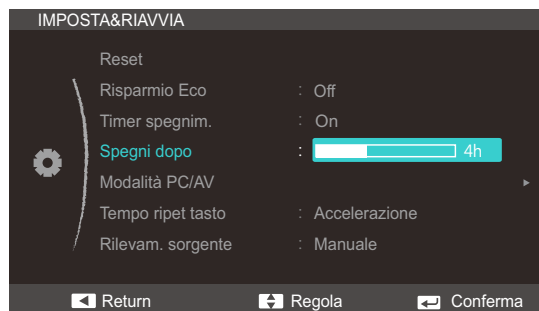 IMPOSTA&RIAVVIA
Reset
Risparmio Eco : Off
Timer spegnim. : On
Spegni dopo : 4h
Modalità PC/AV
Tempo ripet tasto : Accelerazione
Rilevam. sorgente : Manuale
Return Regola Conferma